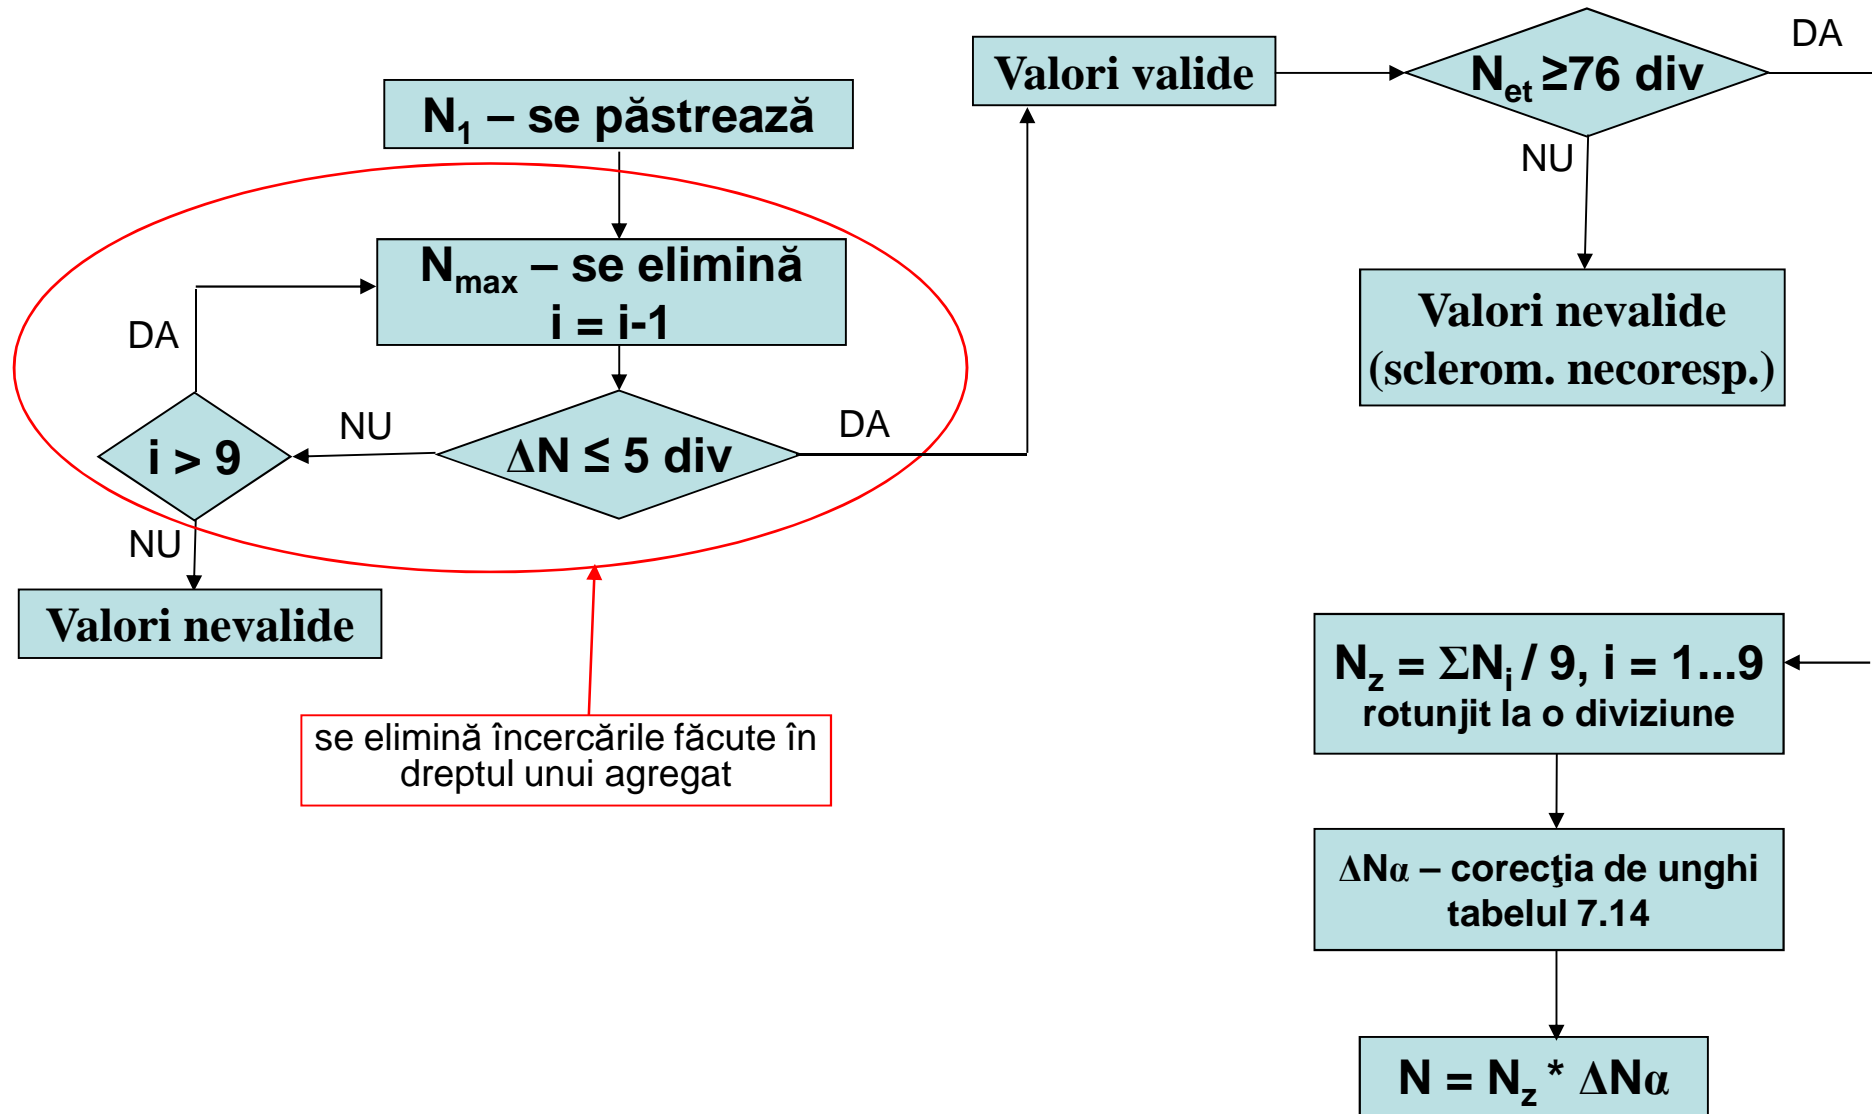 N₁ – se păstrează
Nmax – se elimină
i = i-1
DA
i > 9
NU
ΔN ≤ 5 div
DA
NU
Valori nevalide
se elimină încercările făcute în
dreptul unui agregat
Valori valide
Net ≥76 div
DA
NU
Valori nevalide
(sclerom. necoresp.)
Nz = ΣNi / 9, i = 1...9
rotunjit la o diviziune
ΔNα – corecţia de unghi
tabelul 7.14
N = Nz * ΔNα